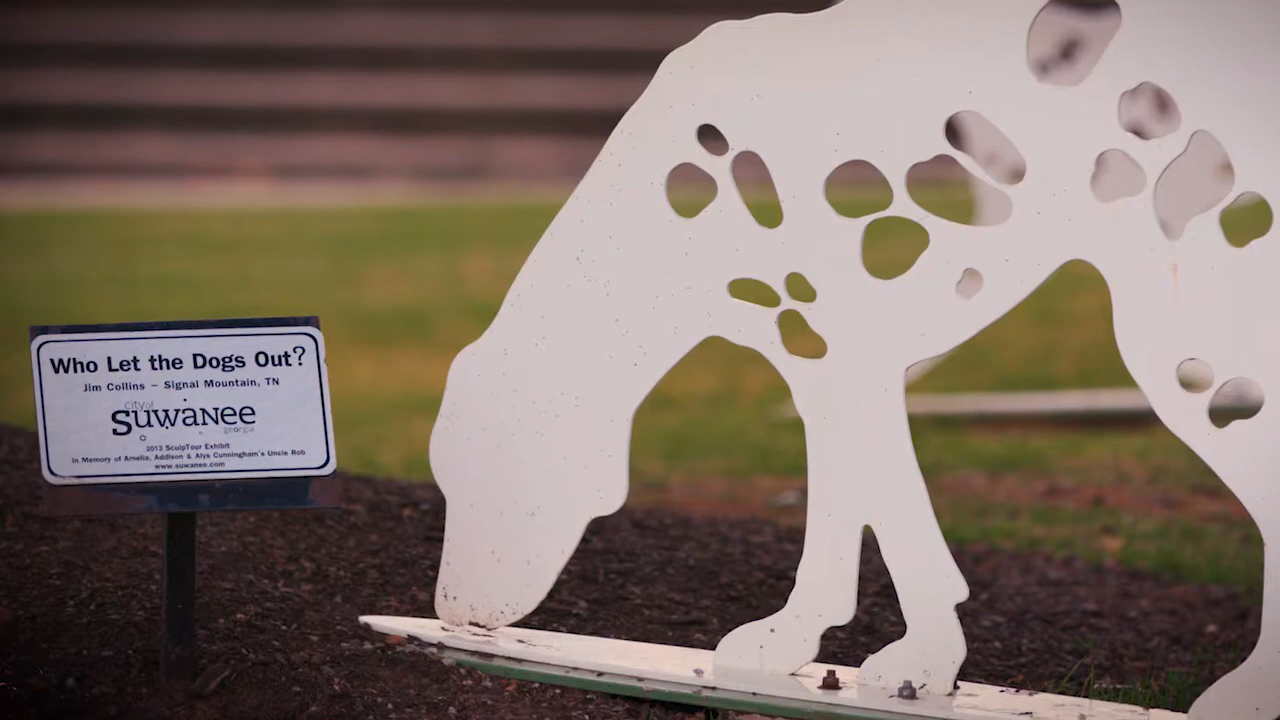 Who Let the Dogs Out?
Jim Collins – Signal Mountain, TN
city of
Suwanee
georgia
2013 SculpTour Exhibit
In Memory of Amelia, Addison & Alys Cunningham's Uncle Rob
www.suwanee.com